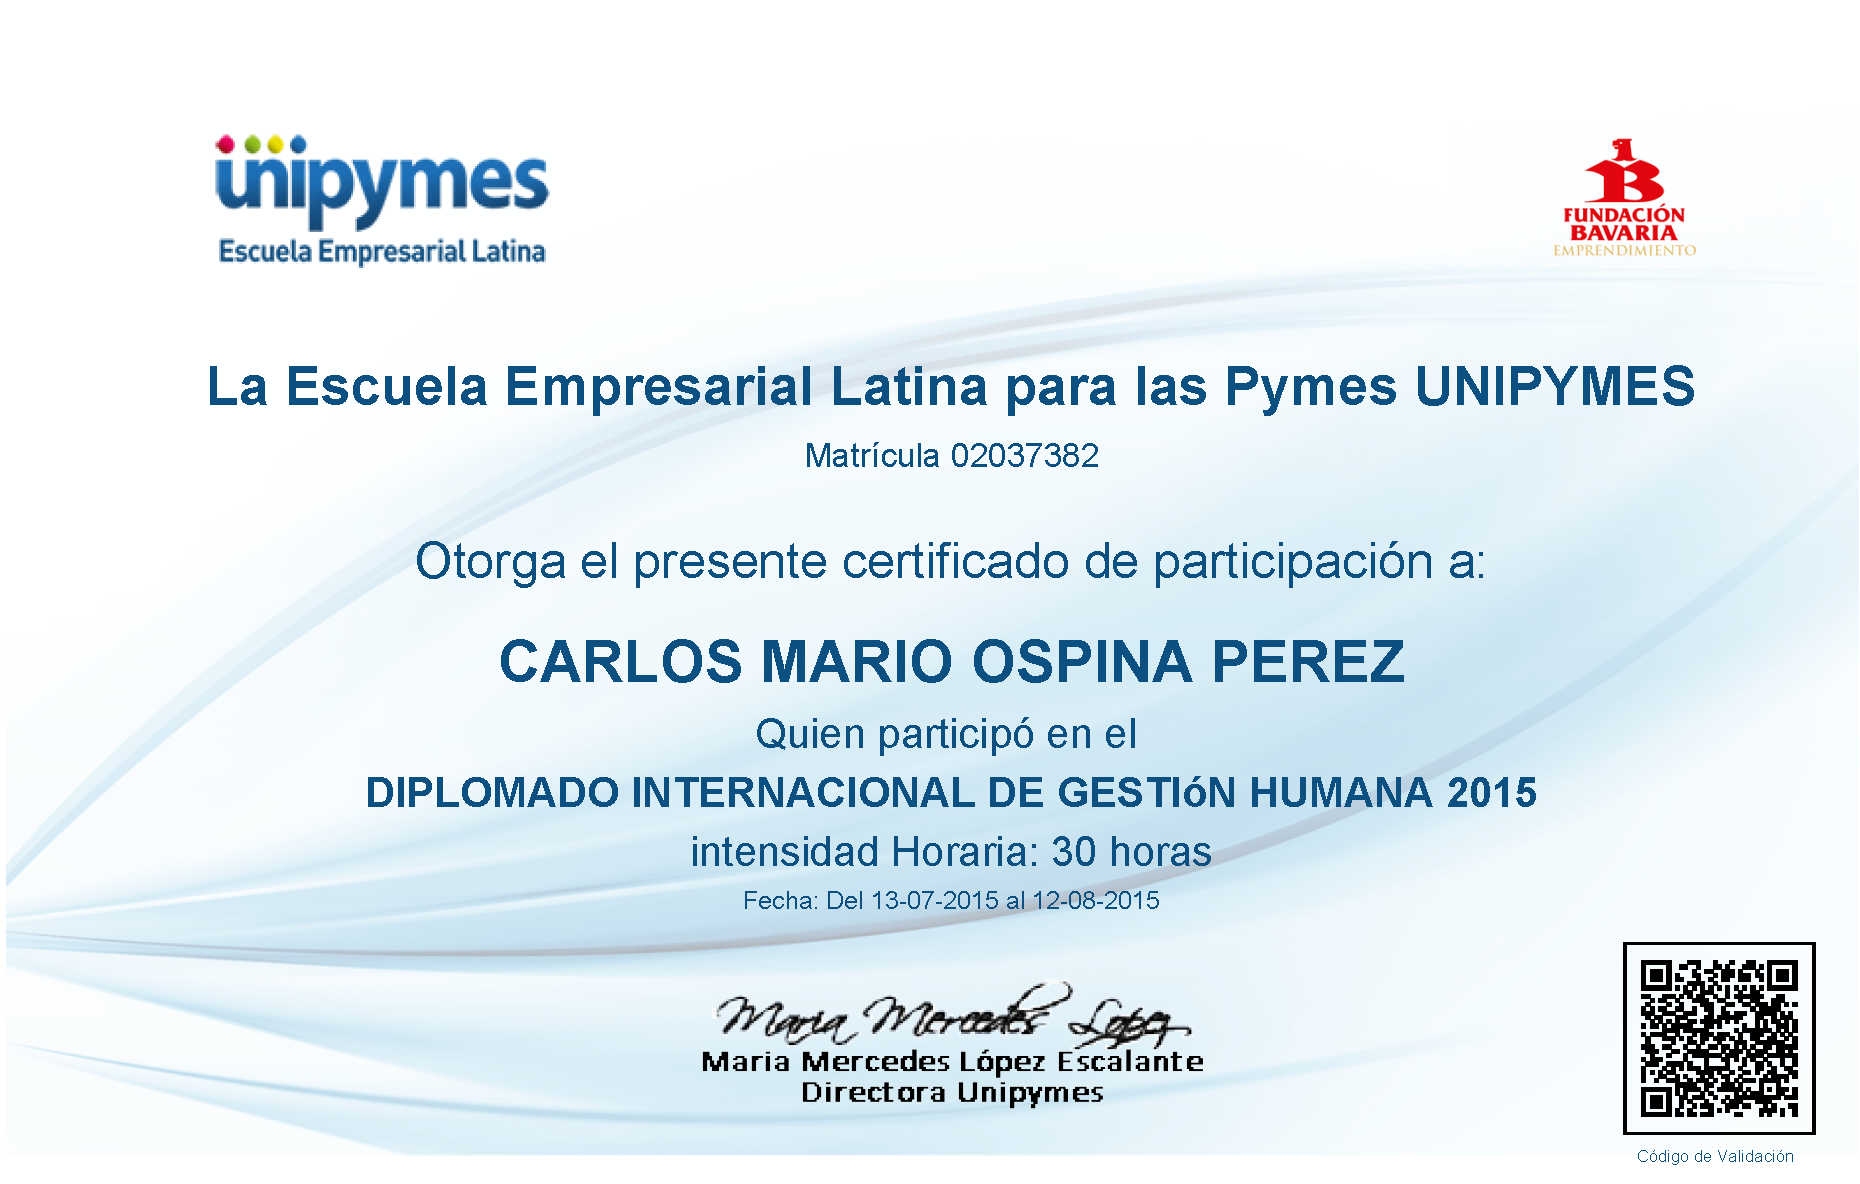 unipymes
Escuela Empresarial Latina
FUNDACIÓN
BAVARIA
EMPRENDIMIENTO
La Escuela Empresarial Latina para las Pymes UNIPYMES
Matrícula 02037382
Otorga el presente certificado de participación a:
CARLOS MARIO OSPINA PEREZ
Quien participó en el
DIPLOMADO INTERNACIONAL DE GESTIóN HUMANA 2015
intensidad Horaria: 30 horas
Fecha: Del 13-07-2015 al 12-08-2015
Maria Mercedes Lopez
Maria Mercedes López Escalante
Directora Unipymes
Código de Validación